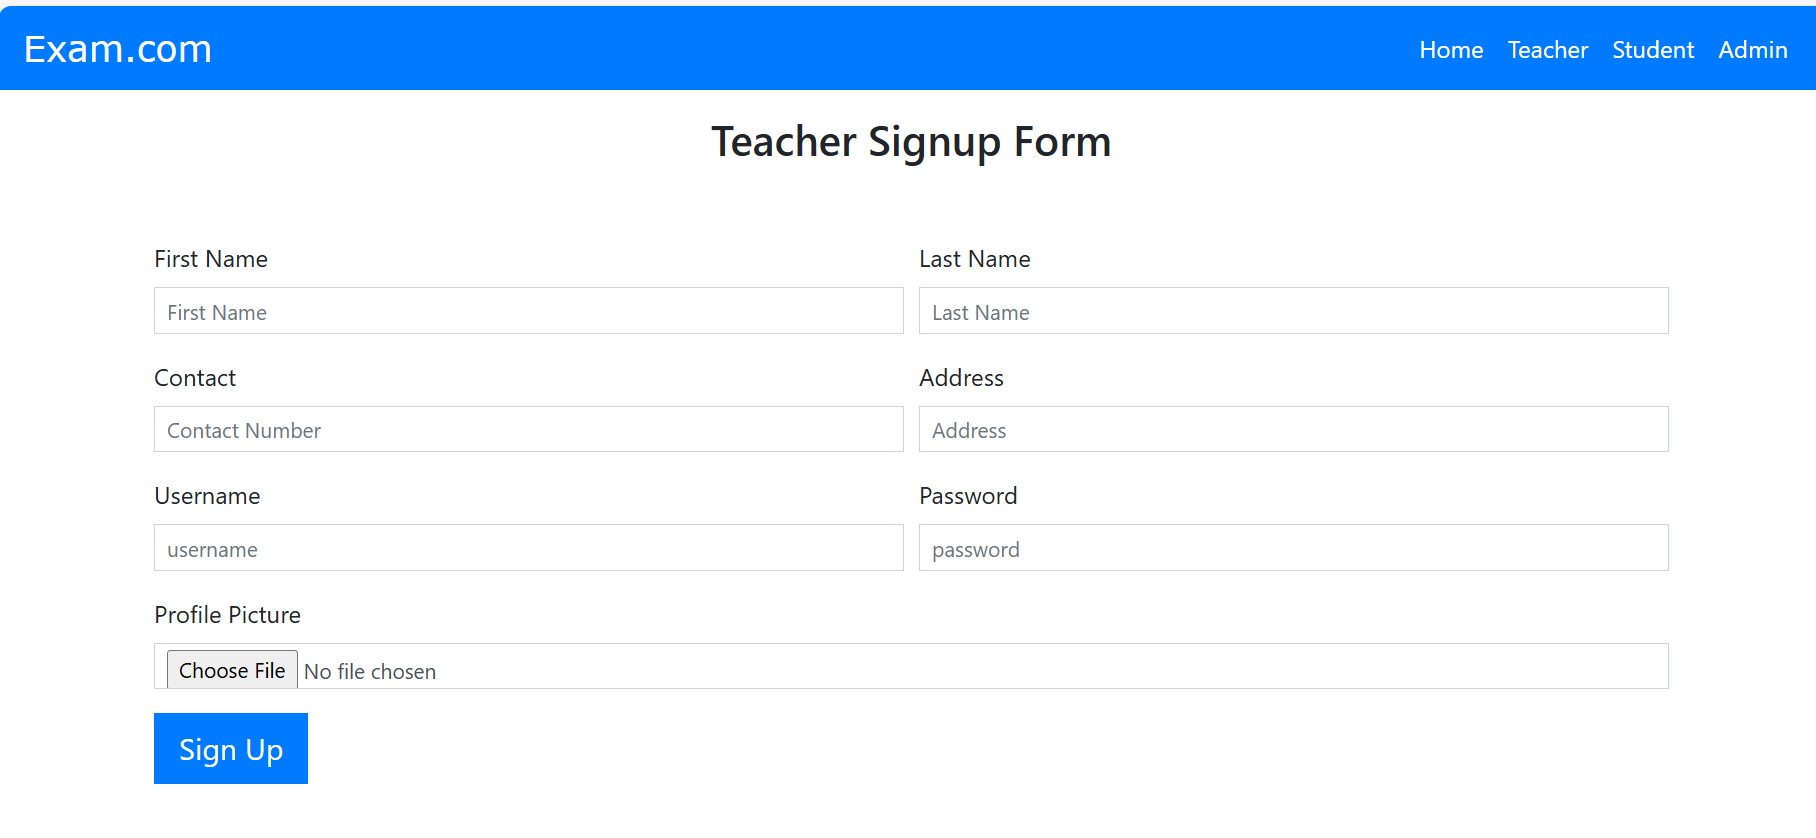 Exam.com Home Teacher Student Admin
Teacher Signup Form
First Name Last Name
First Name Last Name
Contact Address
Contact Number Address
Username Password
username password
Profile Picture
Choose File No file chosen
Sign Up